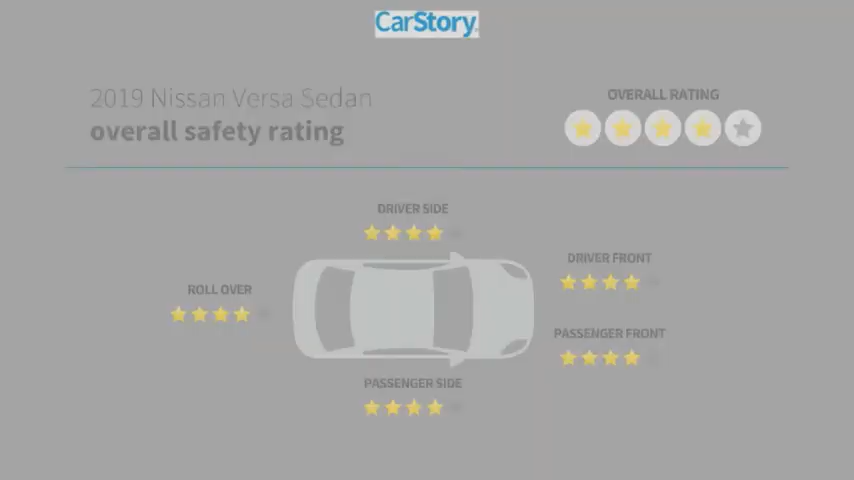 CarStory
2019 Nissan Versa Sedan
overall safety rating
OVERALL RATING
DRIVER SIDE
DRIVER FRONT
ROLL OVER
PASSENGER FRONT
PASSENGER SIDE